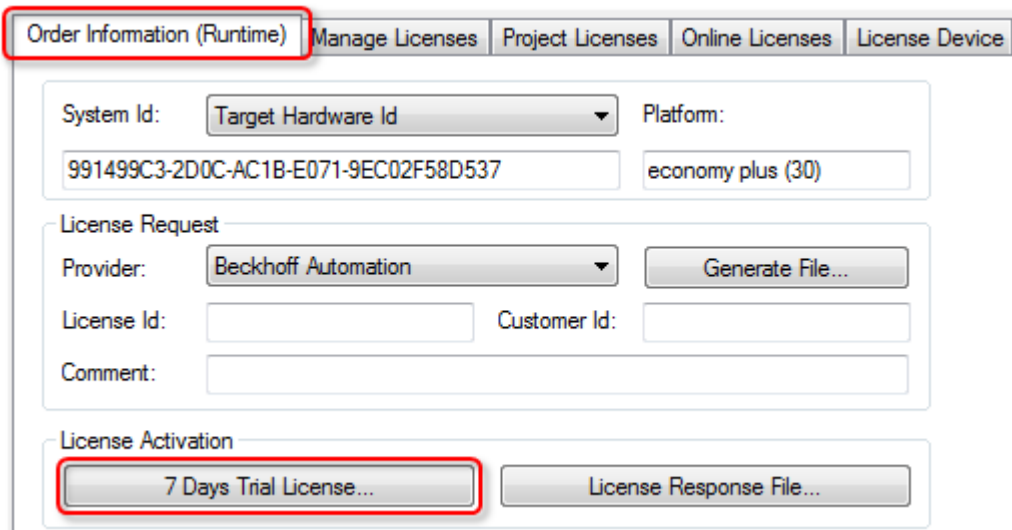 Order Information (Runtime) Manage Licenses Project Licenses Online Licenses License Device
System Id: Target Hardware Id Platform:
991499C3-2D0C-AC1B-E071-9EC02F58D537 economy plus (30)
License Request
Provider: Beckhoff Automation Generate File...
License Id: Customer Id:
Comment:
License Activation
7 Days Trial License... License Response File...